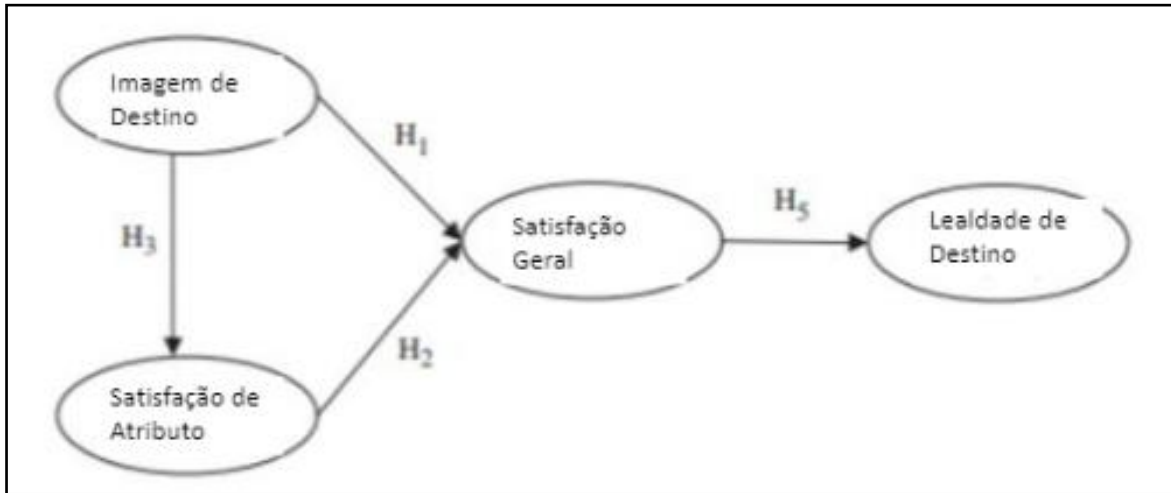 Imagem de
Destino
H₁
H₃
Satisfação
Geral
H₅
Lealdade de
Destino
H₂
Satisfação de
Atributo